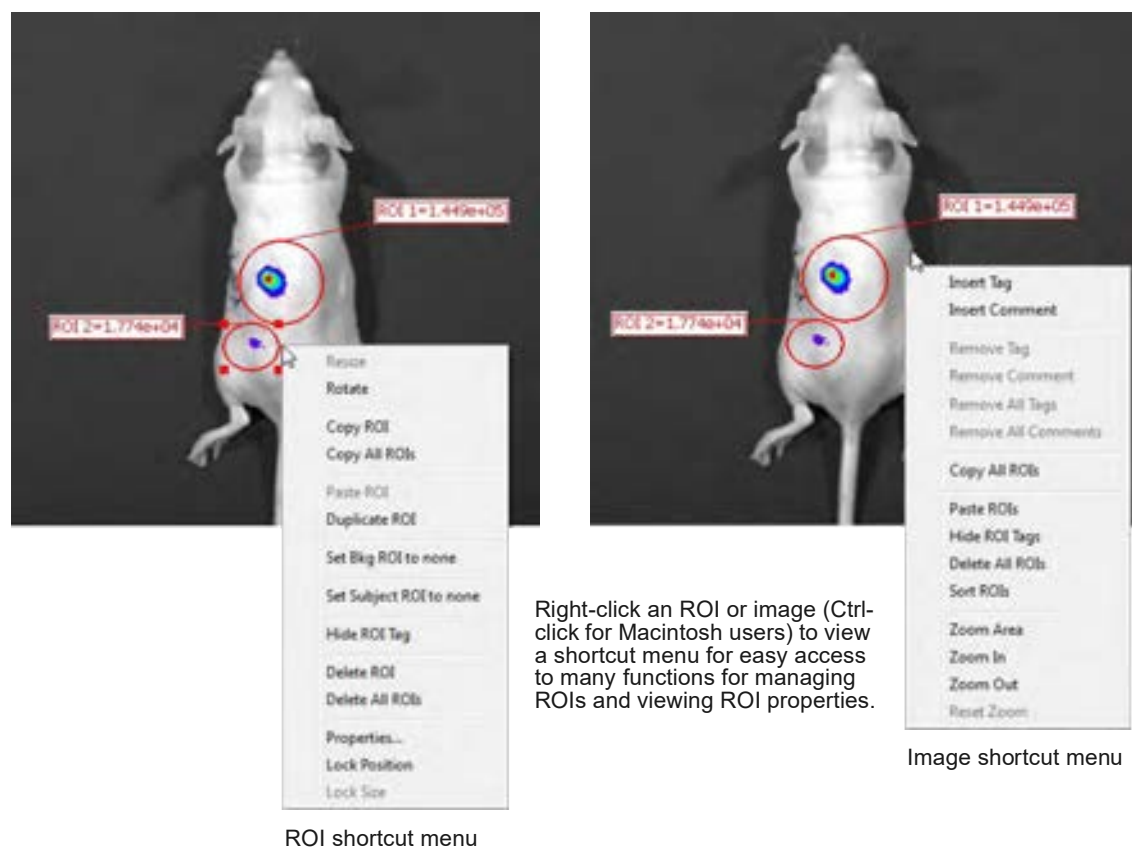 ROI 1=1.449e+05
ROI 2=1.774e+04
Resize
Rotate
Copy ROI
Copy All ROIs
Paste ROI
Duplicate ROI
Set Bkg ROI to none
Set Subject ROI to none
Hide ROI Tag
Delete ROI
Delete All ROIs
Properties...
Lock Position
Lock Size
ROI shortcut menu
ROI 1=1.449e+05
ROI 2=1.774e+04
Insert Tag
Insert Comment
Remove Tag
Remove Comment
Remove All Tags
Remove All Comments
Copy All ROIs
Paste ROIs
Hide ROI Tags
Delete All ROIs
Sort ROIs
Zoom Area
Zoom In
Zoom Out
Reset Zoom
Image shortcut menu
Right-click an ROI or image (Ctrl-
click for Macintosh users) to view
a shortcut menu for easy access
to many functions for managing
ROIs and viewing ROI properties.